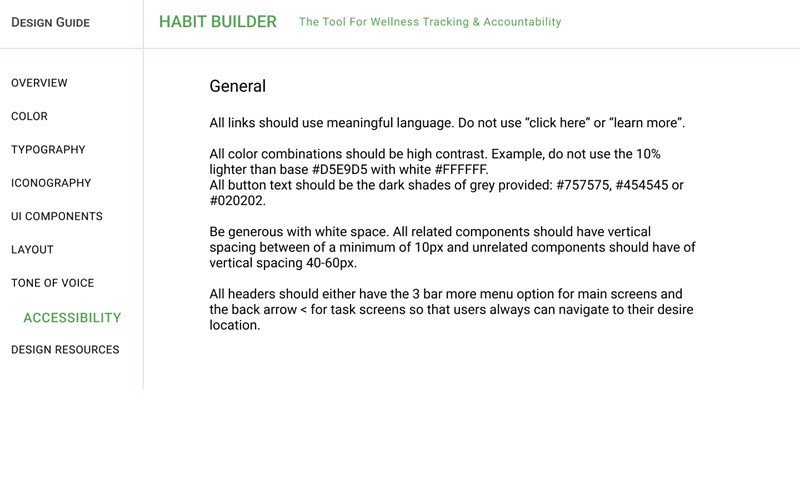 DESIGN GUIDE
HABIT BUILDER
The Tool For Wellness Tracking & Accountability
OVERVIEW
COLOR
TYPOGRAPHY
ICONOGRAPHY
UI COMPONENTS
LAYOUT
TONE OF VOICE
ACCESSIBILITY
DESIGN RESOURCES
General
All links should use meaningful language. Do not use “click here” or “learn more”.
All color combinations should be high contrast. Example, do not use the 10%
lighter than base #D5E9D5 with white #FFFFFF.
All button text should be the dark shades of grey provided: #757575, #454545 or
#020202.
Be generous with white space. All related components should have vertical
spacing between of a minimum of 10px and unrelated components should have of
vertical spacing 40-60px.
All headers should either have the 3 bar more menu option for main screens and
the back arrow < for task screens so that users always can navigate to their desire
location.